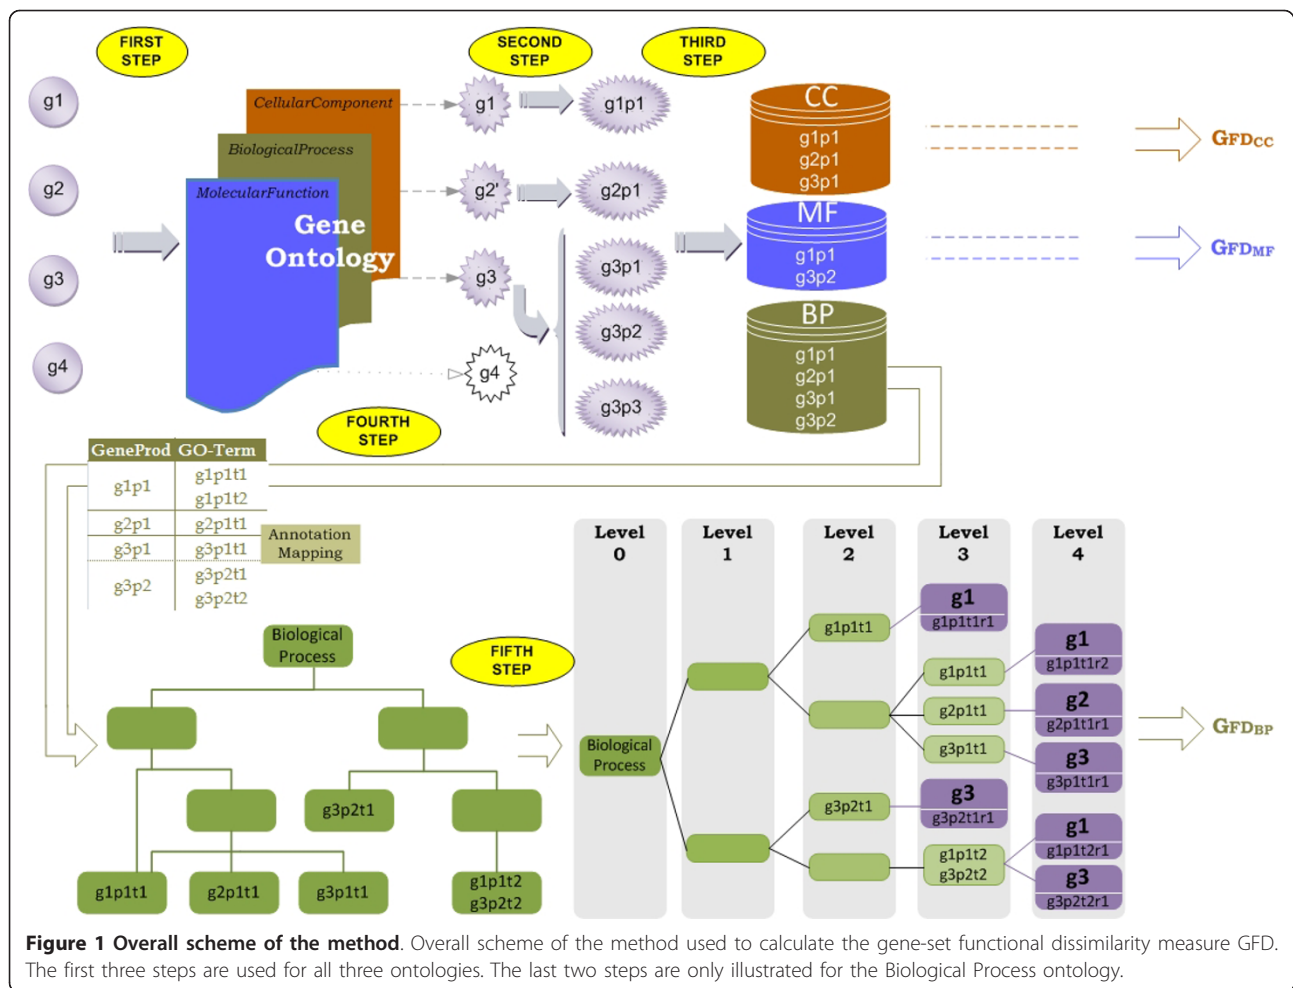 FIRST
STEP
SECOND
STEP
THIRD
STEP
g1
g2
g3
g4
CellularComponent
BiologicalProcess
MolecularFunction
Gene
Ontology
g1
g2'
g3
g4
g1p1
g2p1
g3p1
g3p2
g3p3
CC
g1p1
g2p1
g3p1
MF
g1p1
g3p2
BP
g1p1
g2p1
g3p1
g3p2
GFDCC
GFDMF
FOURTH
STEP
GeneProd GO-Term
g1p1 g1p1t1
g1p1t2
g2p1 g2p1t1
g3p1 g3p1t1
g3p2 g3p2t1
g3p2t2
Annotation
Mapping
Biological
Process
g3p2t1
g1p1t1
g2p1t1
g3p1t1
g1p1t2
g3p2t2
FIFTH
STEP
Level
0
Level
1
Level
2
Level
3
Level
4
Biological
Process
g1p1t1
g3p2t1
g1
g1p1t1r1
g1p1t1
g2p1t1
g3p1t1
g3
g3p2t1r1
g1p1t2
g3p2t2
g1
g1p1t1r2
g2
g2p1t1r1
g3
g3p1t1r1
g1
g1p1t2r1
g3
g3p2t2r1
GFDBP
Figure 1 Overall scheme of the method. Overall scheme of the method used to calculate the gene-set functional dissimilarity measure GFD.
The first three steps are used for all three ontologies. The last two steps are only illustrated for the Biological Process ontology.